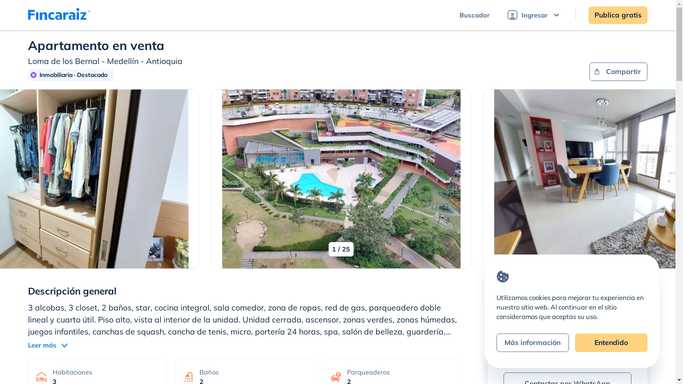 Fincaraiz
Buscador
Ingresar
Publica gratis
Apartamento en venta
Loma de los Bernal - Medellín - Antioquia
Inmobiliaria · Destacado
Compartir
1 / 25
Descripción general
3 alcobas, 3 closet, 2 baños, star, cocina integral, sala comedor, zona de ropas, red de gas, parqueadero doble
lineal y cuarto útil. Piso alto, vista al interior de la unidad. Unidad cerrada, ascensor, zonas verdes, zonas húmedas,
juegos infantiles, canchas de squash, cancha de tenis, micro, portería 24 horas, spa, salón de belleza, guardería,...
Leer más
Habitaciones
3
Baños
2
Parqueaderos
2
Utilizamos cookies para mejorar tu experiencia en
nuestro sitio web. Al continuar en el sitio
consideramos que aceptas su uso.
Más información
Entendido
Contactar por WhatsApp